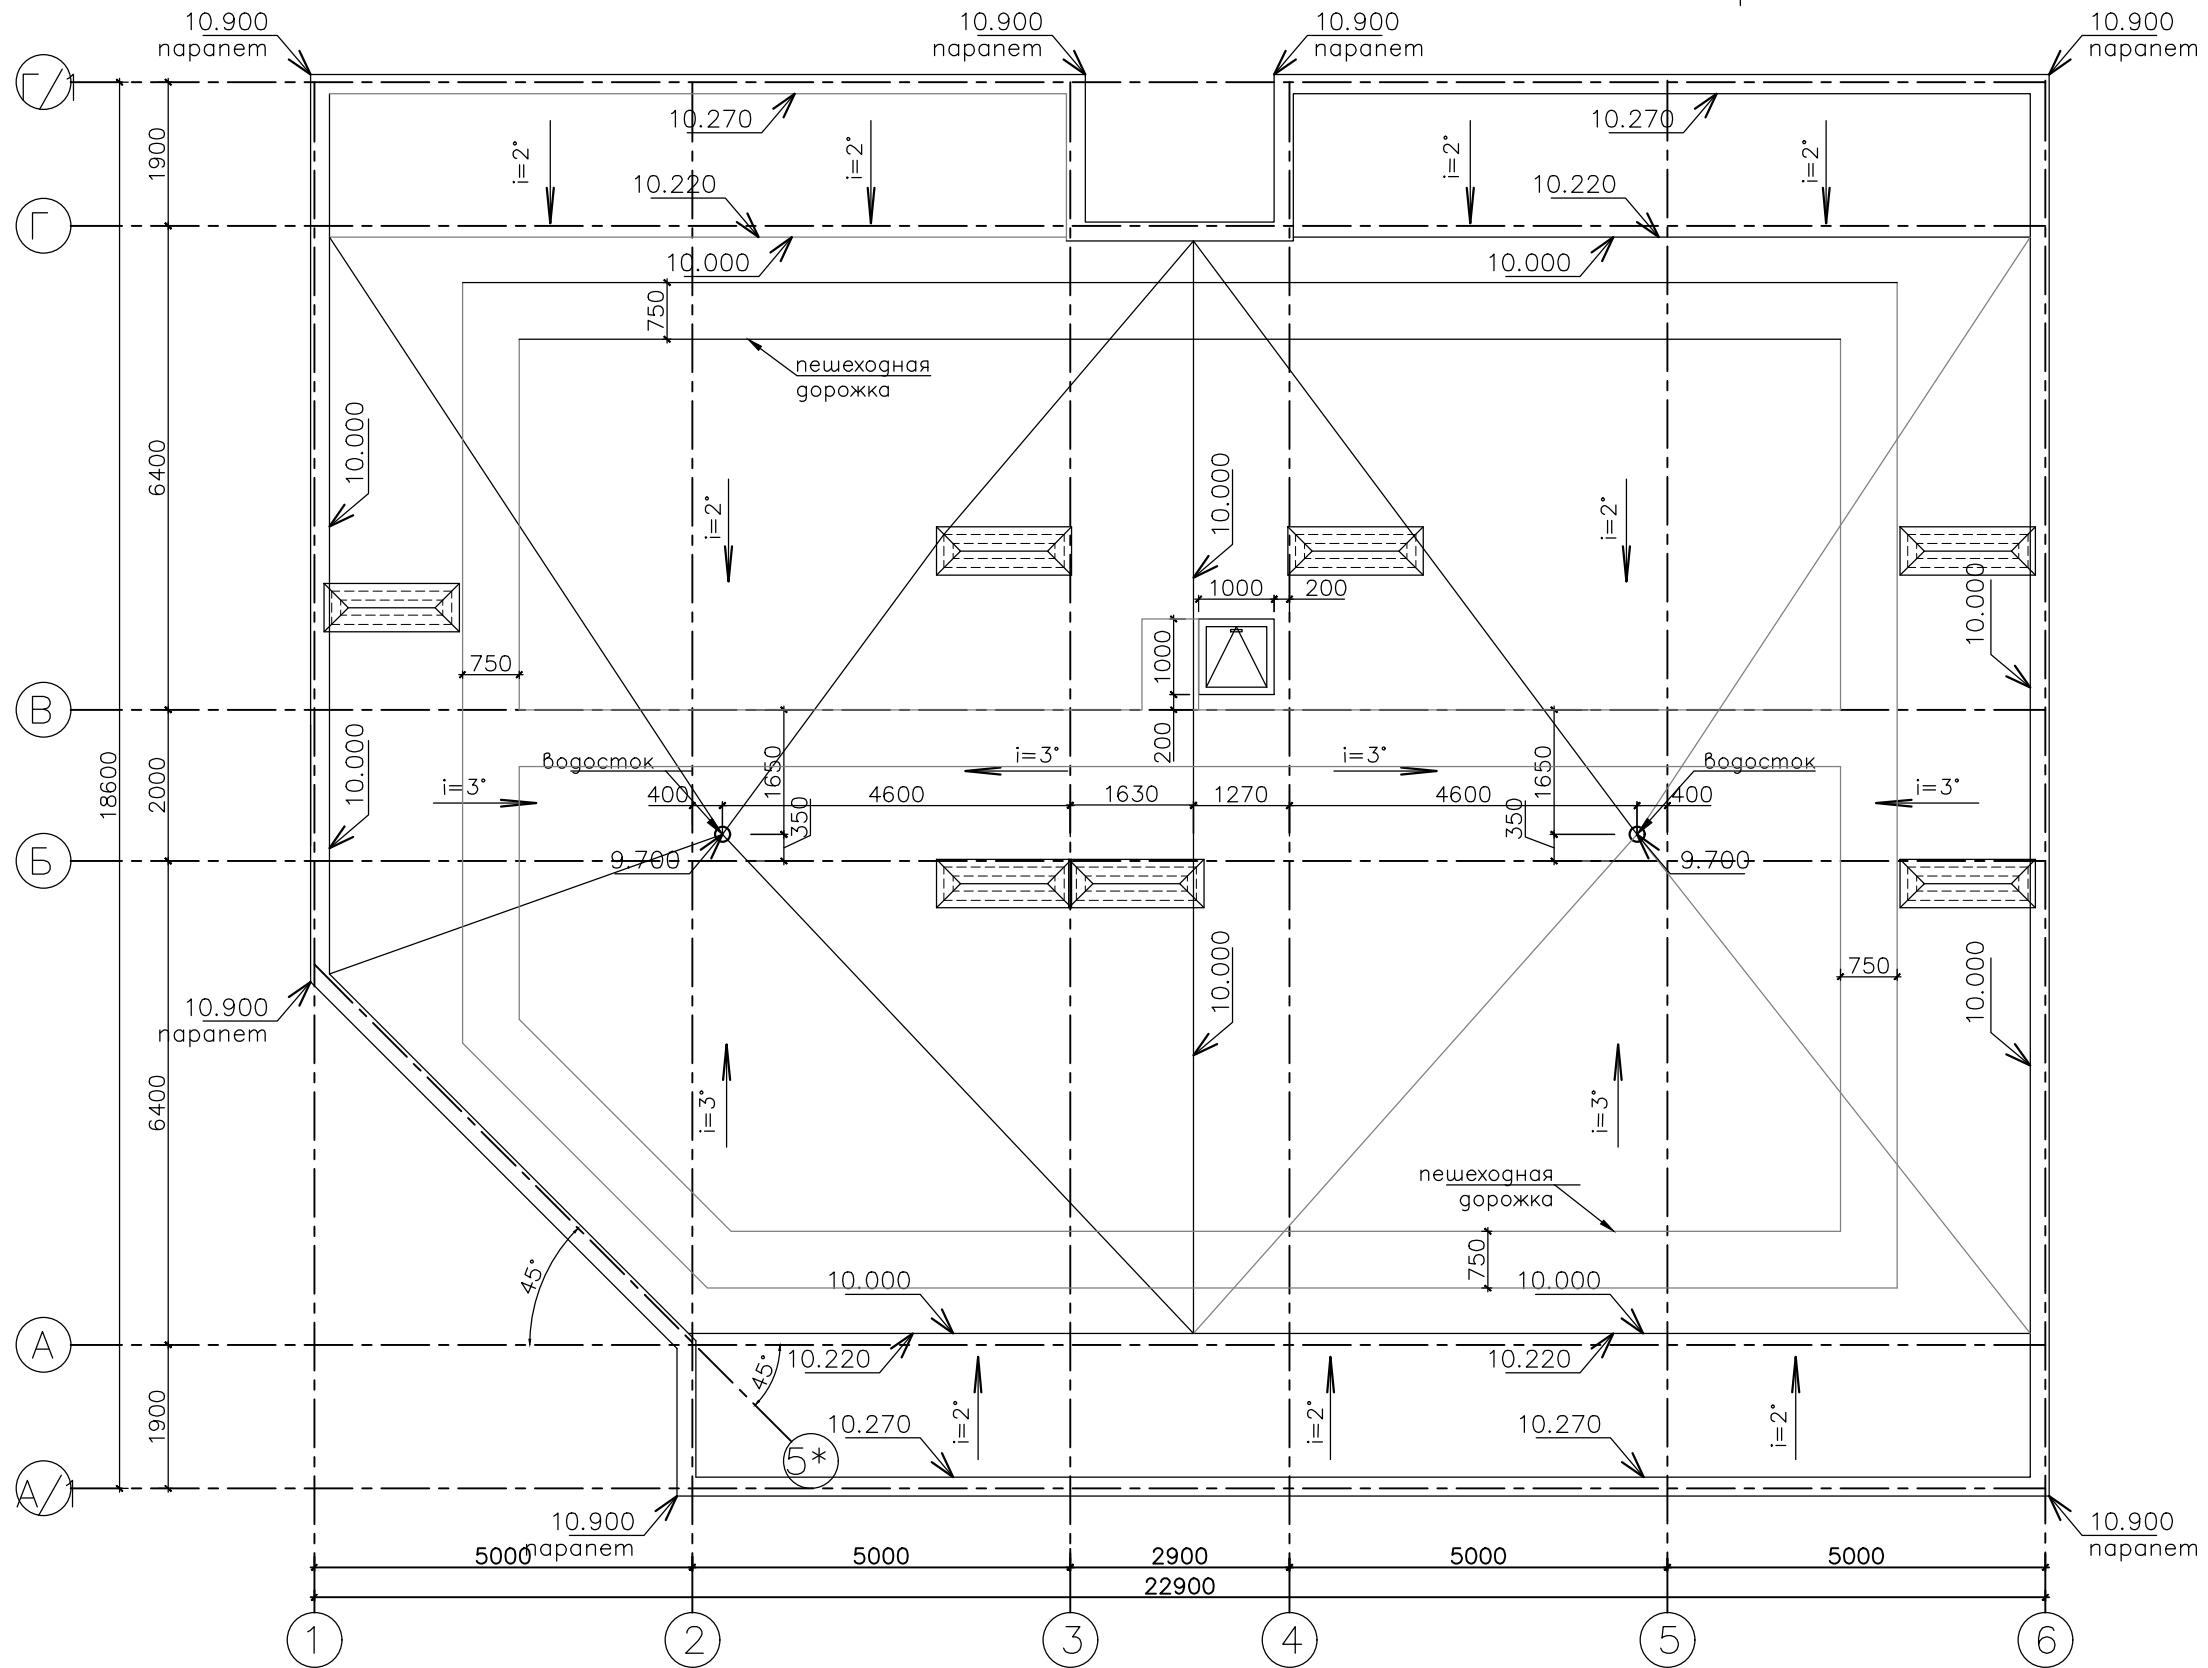 10.900
парапет
10.900
парапет
10.900
парапет
10.900
парапет
Г/1
10.270
10.270
1900
i=2°
i=2°
i=2°
i=2°
10.220
10.220
Г
10.000
10.000
750
пешеходная
дорожка
10.000
6400
10.000
i=2°
i=2°
1000
200
10.000
1000
750
В
200
10.000
18600
2000
водосток
1650
i=3°
i=3°
1650
водосток
i=3°
i=3°
400
4600
1630
1270
4600
400
350
350
9.700
9.700
Б
10.000
10.000
750
10.900
парапет
6400
i=3°
i=3°
пешеходная
дорожка
750
45°
10.000
10.000
А
45°
10.220
10.220
1900
i=2°
i=2°
i=2°
10.270
10.270
5*
А/1
10.900
парапет
10.900
парапет
5000
5000
2900
5000
5000
22900
1
2
3
4
5
6